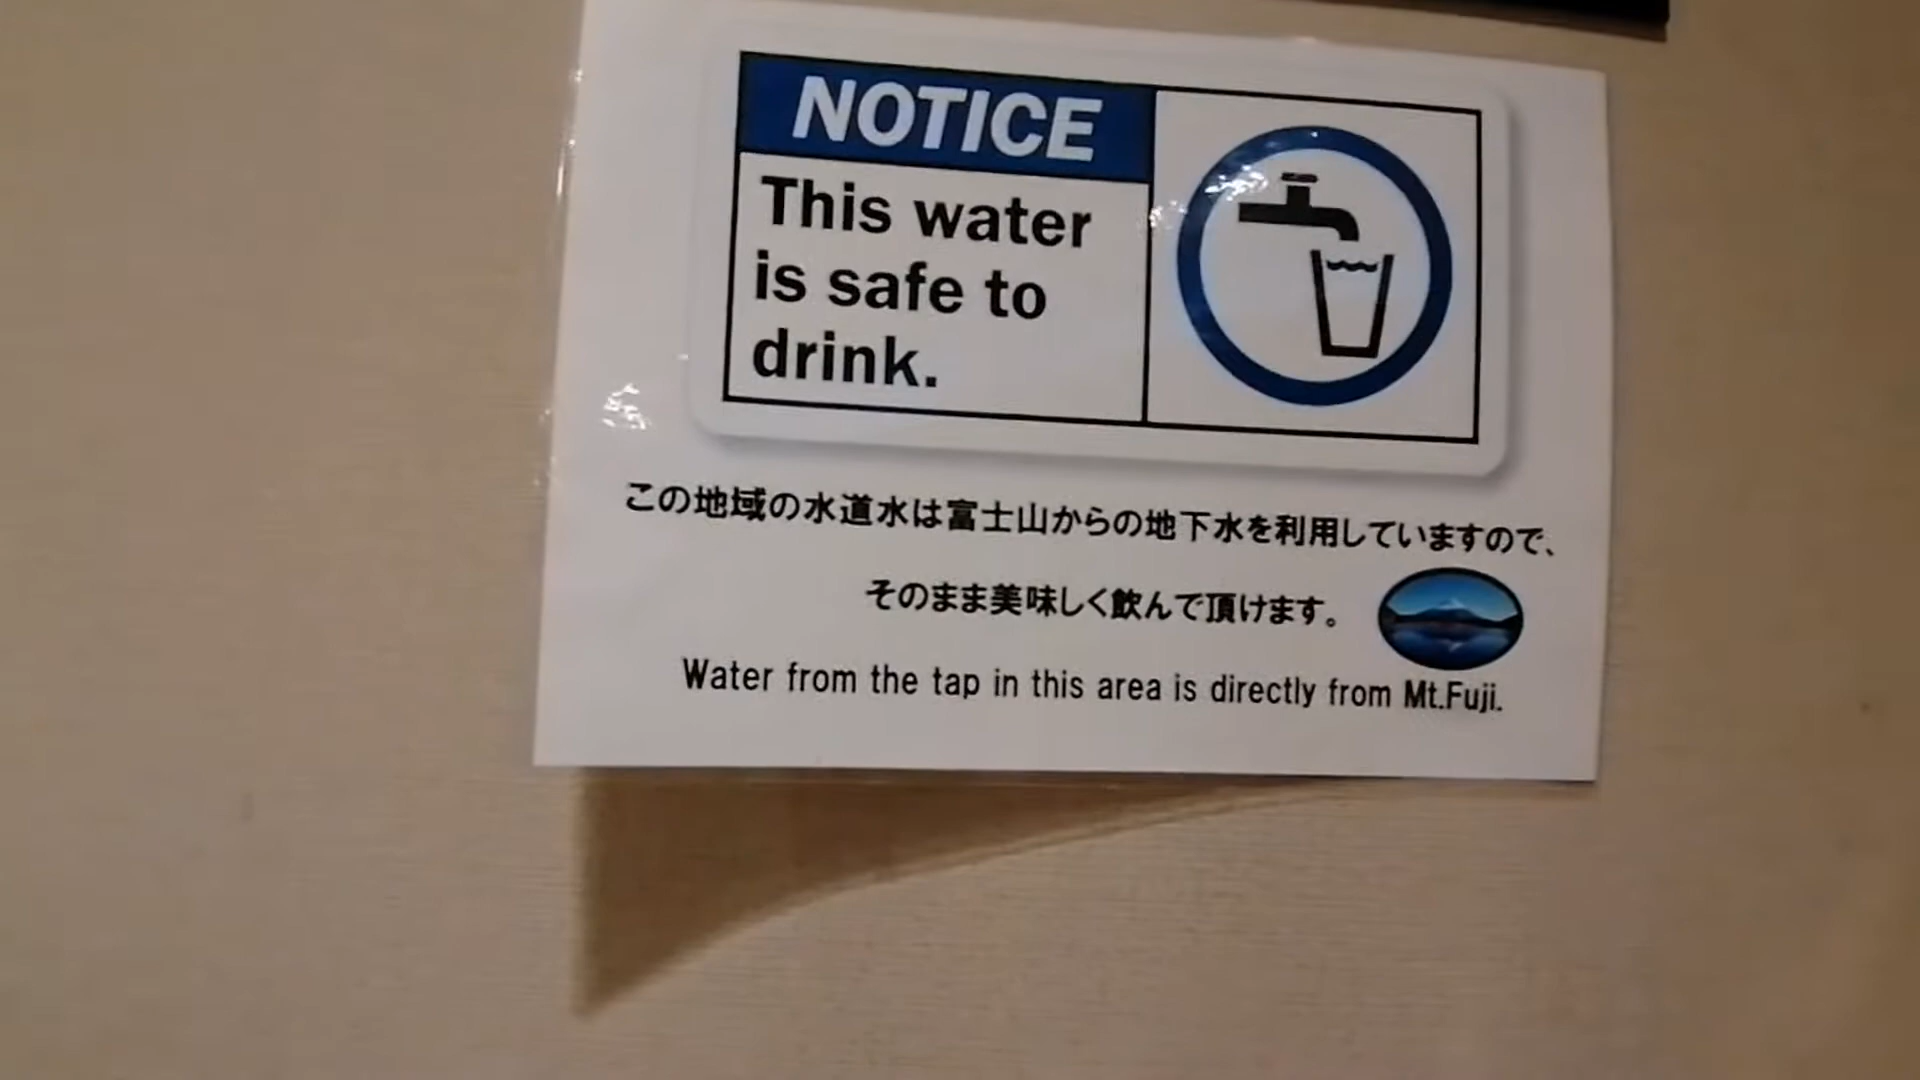 NOTICE
This water
is safe to
drink.
この地域の水道水は富士山からの地下水を利用していますので、
そのまま美味しく飲んで頂けます。
Water from the tap in this area is directly from Mt.Fuji.